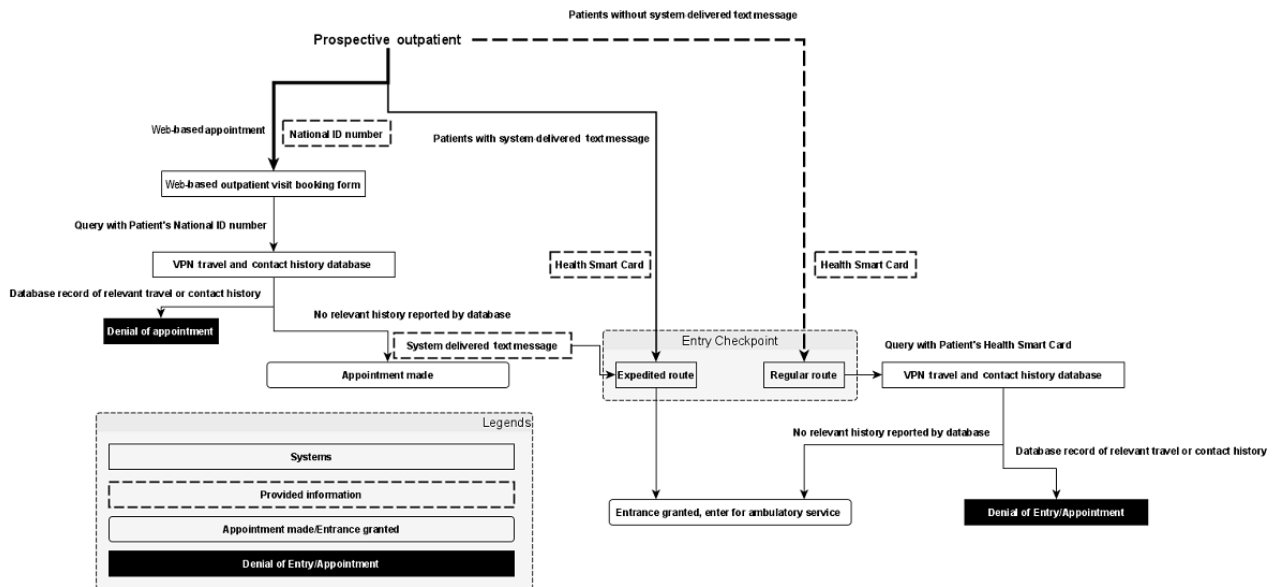 Patients without system-delivered text message
Prospective outpatient
Web-based appointment
National ID number
Patients with system-delivered text message
Web-based outpatient visit booking form
Query with Patient's National ID number
VPN travel and contact history database
Health Smart Card
Health Smart Card
Database record of relevant travel or contact history
Denial of appointment
No relevant history reported by database
System delivered text message
Appointment made
Entry Checkpoint
Expedited route
Regular route
Query with Patient's Health Smart Card
VPN travel and contact history database
No relevant history reported by database
Database record of relevant travel or contact history
Entrance granted, enter for ambulatory service
Denial of Entry/Appointment
Legends
Systems
Provided information
Appointment made/Entrance granted
Denial of Entry/Appointment